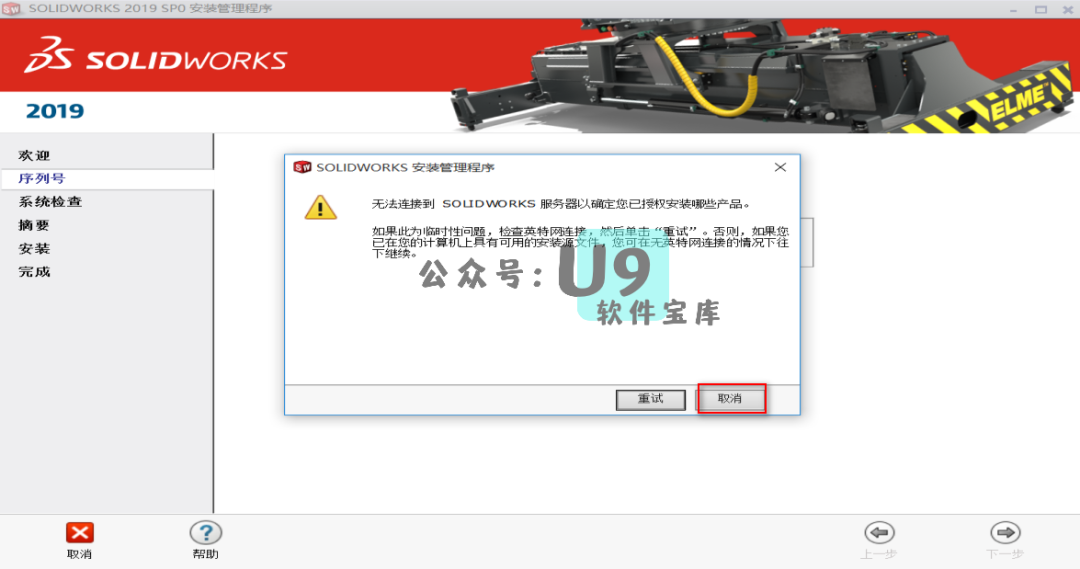 SOLIDWORKS 2019 SP0 安装管理程序
SOLIDWORKS
ELME
2019
欢迎
序列号
系统检查
摘要
安装
完成
SOLIDWORKS 安装管理程序
无法连接到 SOLIDWORKS 服务器以确定您已授权安装哪些产品。
如果此为临时性问题，检查英特网连接，然后单击“重试”。否则，如果您
已在您的计算机上具有可用的安装源文件，您可在无英特网连接的情况下往
下继续。
公众号: U9
软件宝库
重试
取消
取消
帮助
上一步
下一步